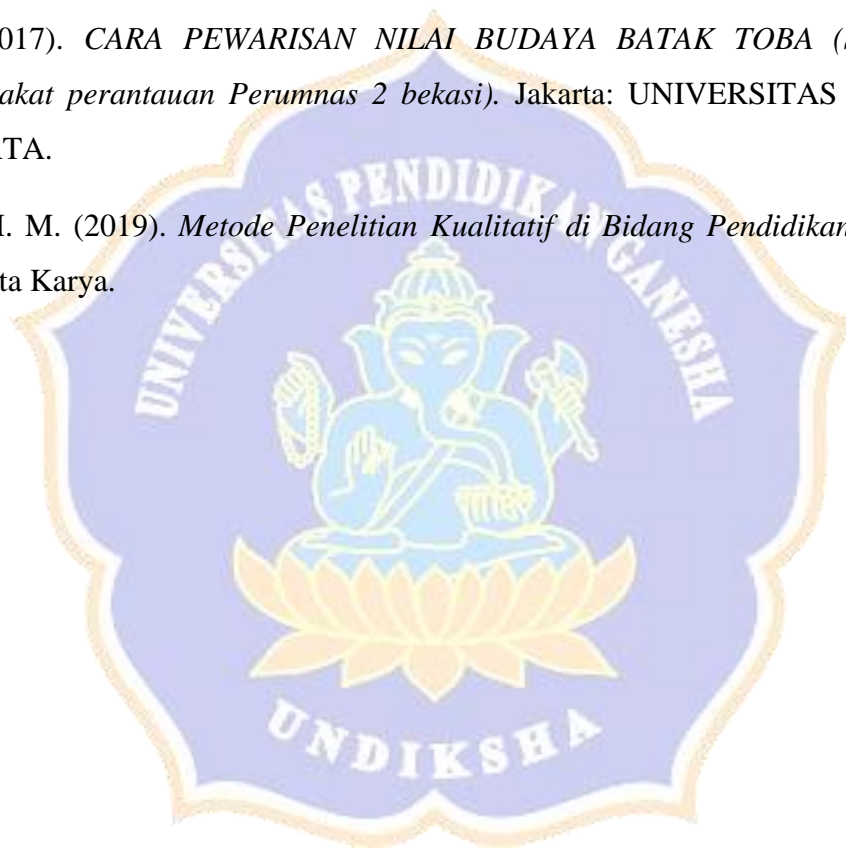 017). CARA PEWARISAN NILAI BUDAYA BATAK TOBA (
akat perantauan Perumnas 2 bekasi). Jakarta: UNIVERSITAS
ATA.
M. (2019). Metode Penelitian Kualitatif di Bidang Pendidikan
ta Karya.
UNIVERSITAS PENDIDIKAN GANESHA
UNDIKSHA